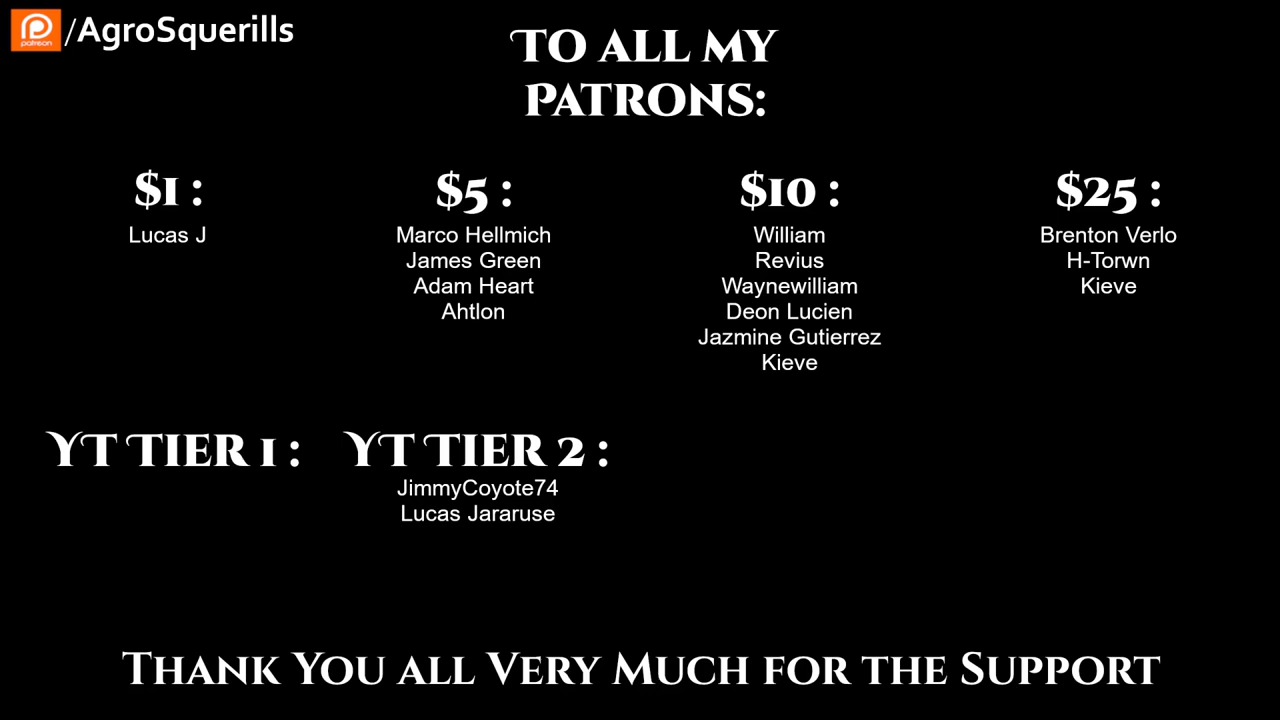 patreon
/AgroSquerills
To all my
Patrons:
$1 :
Lucas J
$5 :
Marco Hellmich
James Green
Adam Heart
Ahtlon
$10 :
William
Revius
Waynewilliam
Deon Lucien
Jazmine Gutierrez
Kieve
$25 :
Brenton Verlo
H-Torwn
Kieve
YT Tier 1 :
YT Tier 2 :
JimmyCoyote74
Lucas Jararuse
Thank You all Very Much for the Support